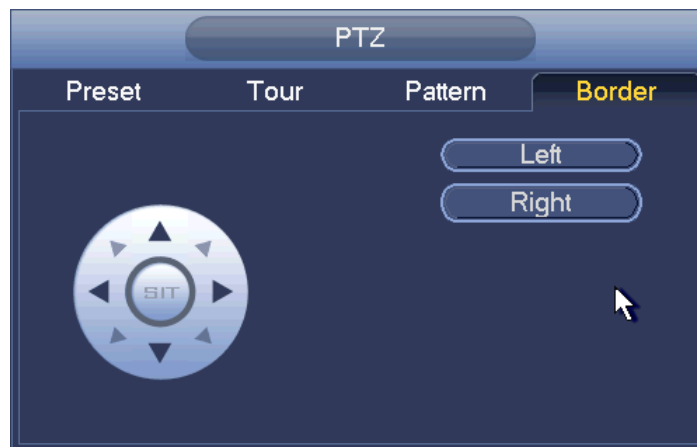 PTZ
Preset Tour Pattern Border
Left
Right
SIT